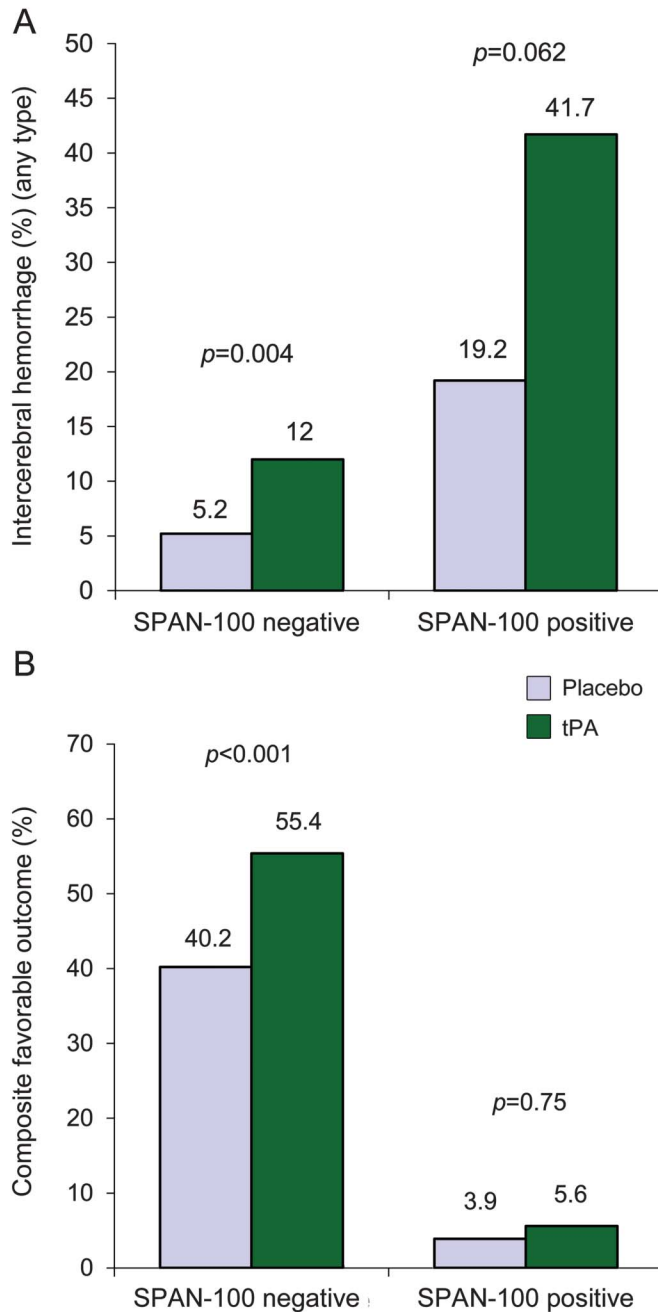 A
Intercerebral hemorrhage (%) (any type)
50
45
40
35
30
25
20
15
10
5
0
p=0.004
5.2
12
p=0.062
19.2
41.7
SPAN-100 negative
SPAN-100 positive
B
Placebo
tPA
Composite favorable outcome (%)
70
60
50
40
30
20
10
0
p<0.001
40.2
55.4
p=0.75
3.9
5.6
SPAN-100 negative
SPAN-100 positive